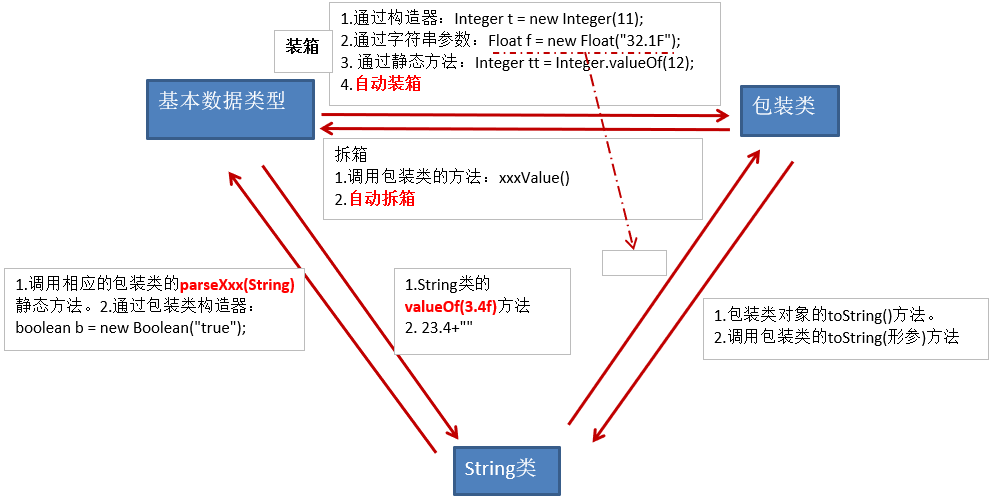 1.通过构造器：Integer t = new Integer(11);
2.通过字符串参数：Float f = new Float("32.1F");
3. 通过静态方法：Integer tt = Integer.valueOf(12);
4.自动装箱
装箱
基本数据类型
包装类
拆箱
1.调用包装类的方法：xxxValue()
2.自动拆箱
1.调用相应的包装类的parseXxx(String)
静态方法。2.通过包装类构造器：
boolean b = new Boolean("true");
1.String类的
valueOf(3.4f)方法
2. 23.4+""
1.包装类对象的toString()方法。
2.调用包装类的toString(形参)方法
String类